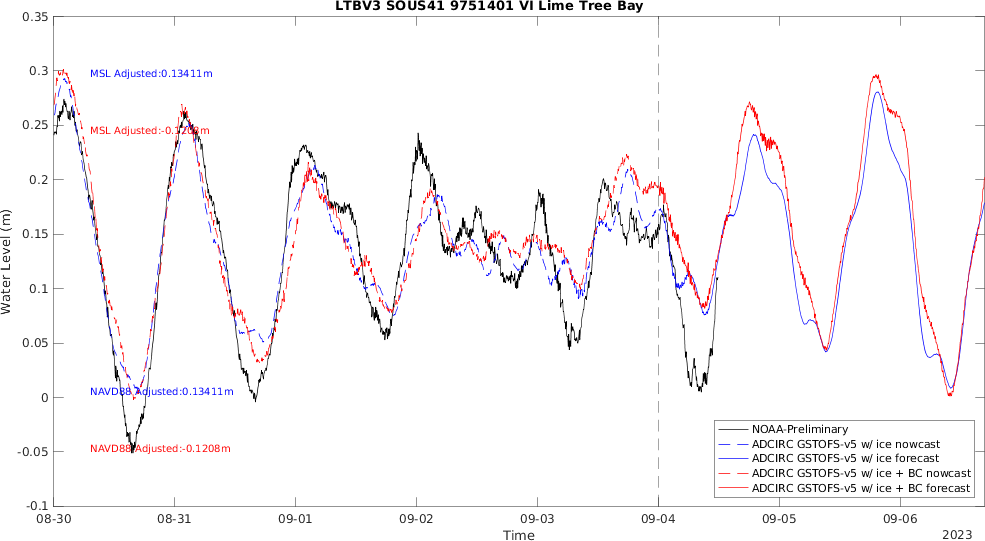 LTBV3 SOUS41 9751401 VI Lime Tree Bay
0.35
0.3
0.25
0.2
0.15
0.1
0.05
0
-0.05
-0.1
Water Level (m)
MSL Adjusted:0.13411m
MSL Adjusted:-0.1208m
NAVD88 Adjusted:0.13411m
NAVD88 Adjusted:-0.1208m
NOAA-Preliminary
ADCIRC GSTOFS-v5 w/ ice nowcast
ADCIRC GSTOFS-v5 w/ ice forecast
ADCIRC GSTOFS-v5 w/ ice + BC nowcast
ADCIRC GSTOFS-v5 w/ ice + BC forecast
08-30 08-31 09-01 09-02 09-03 09-04 09-05 09-06
Time
2023